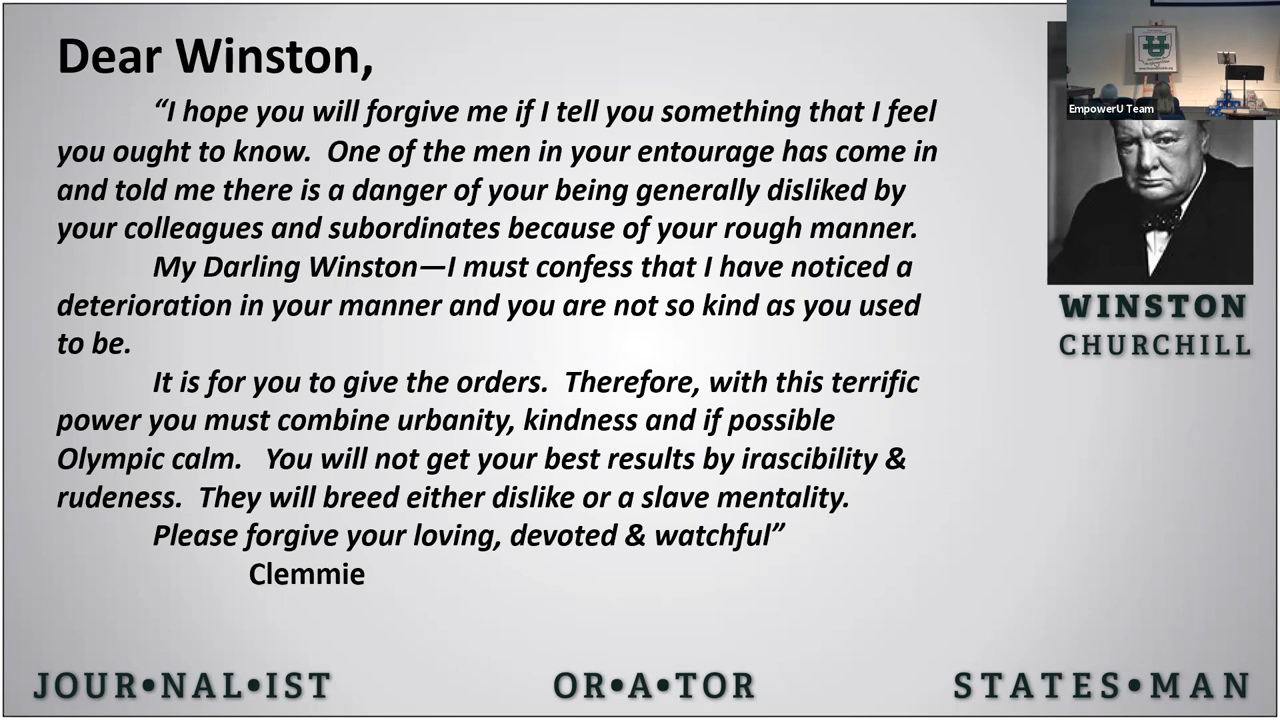 Dear Winston,
“I hope you will forgive me if I tell you something that I feel
you ought to know. One of the men in your entourage has come in
and told me there is a danger of your being generally disliked by
your colleagues and subordinates because of your rough manner.
My Darling Winston—I must confess that I have noticed a
deterioration in your manner and you are not so kind as you used
to be.
It is for you to give the orders. Therefore, with this terrific
power you must combine urbanity, kindness and if possible
Olympic calm. You will not get your best results by irascibility &
rudeness. They will breed either dislike or a slave mentality.
Please forgive your loving, devoted & watchful”
Clemmie
U
EmpowerU Team
WINSTON
CHURCHILL
JOUR•NAL•IST
OR•A•TOR
STATES•MAN